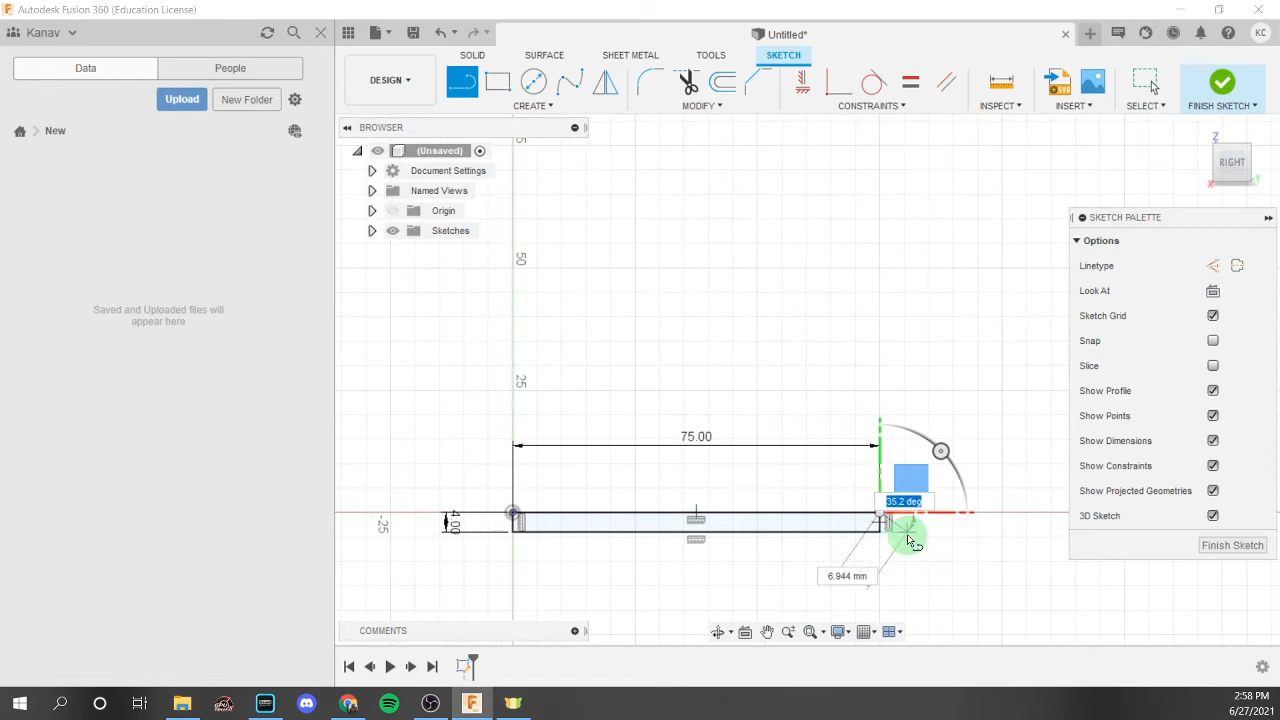 Autodesk Fusion 360 (Education License)
Kanav
Untitled*
KC
Data
People
Upload
New Folder
New
Saved and Uploaded files will
appear here
SOLID
SURFACE
SHEET METAL
TOOLS
SKETCH
DESIGN
CREATE
MODIFY
CONSTRAINTS
INSPECT
INSERT
SELECT
FINISH SKETCH
BROWSER
(Unsaved)
Document Settings
Named Views
Origin
Sketches
50
25
-25
75.00
4.00
35.2 deg
6.944 mm
Z
RIGHT
X
Y
SKETCH PALETTE
Options
Linetype
Look At
Sketch Grid
Snap
Slice
Show Profile
Show Points
Show Dimensions
Show Constraints
Show Projected Geometries
3D Sketch
Finish Sketch
COMMENTS
2:58 PM
6/27/2021